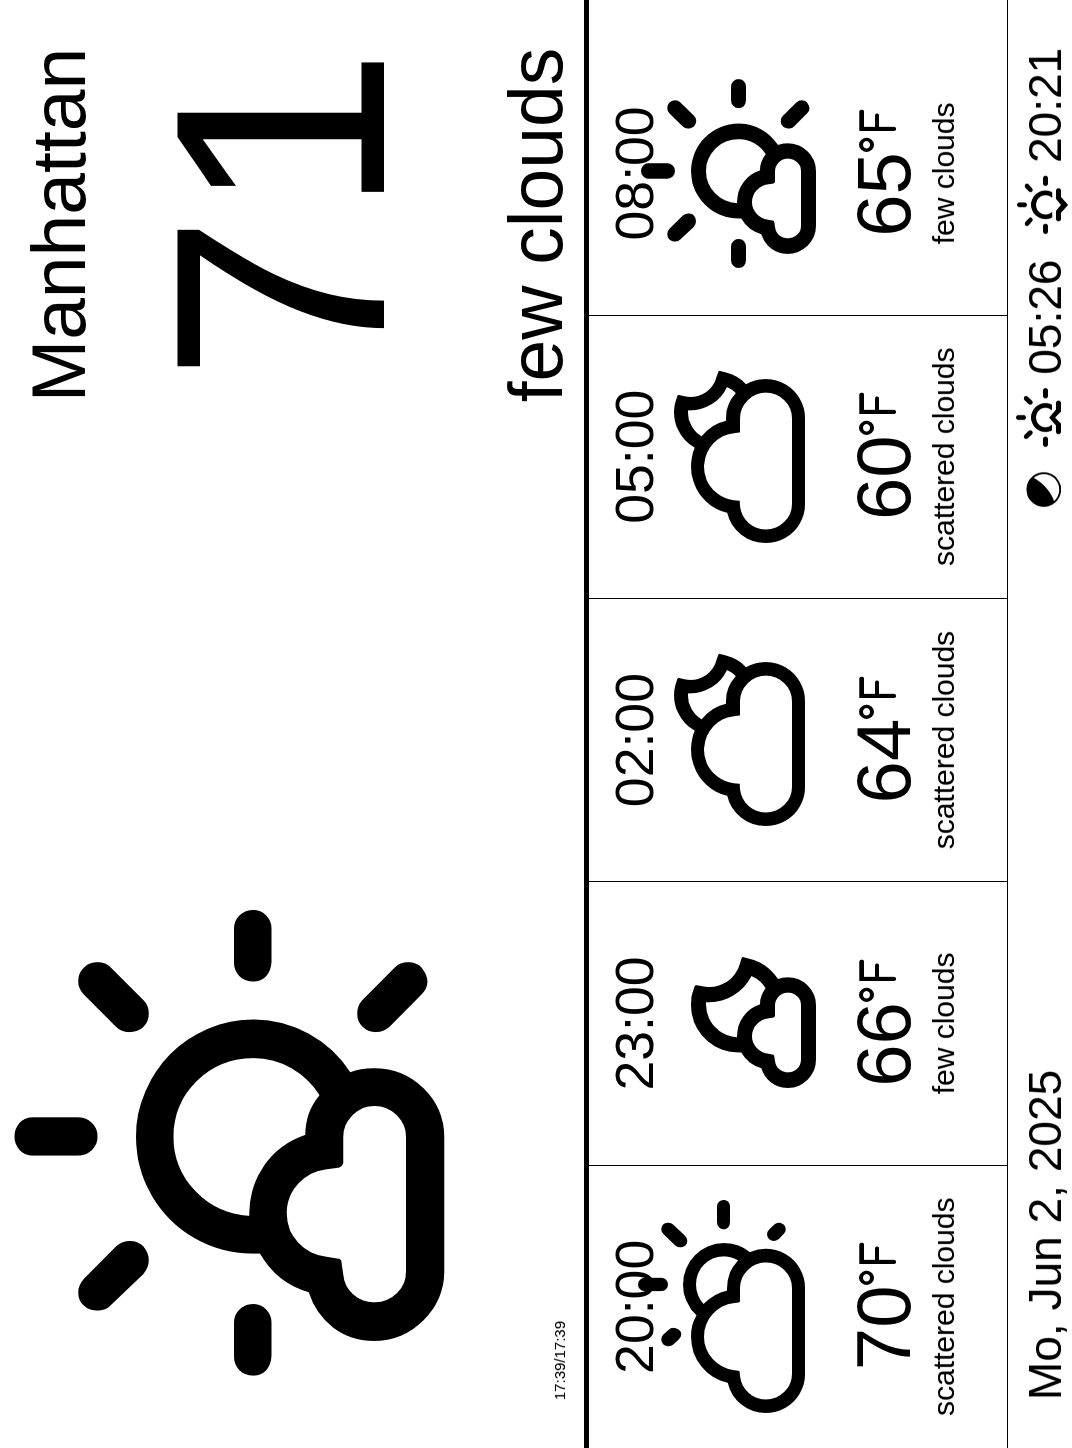 Manhattan
71
few clouds
17:39/17:39
20:00
70°F
scattered clouds
23:00
66°F
few clouds
02:00
64°F
scattered clouds
05:00
60°F
scattered clouds
08:00
65°F
few clouds
Mo, Jun 2, 2025
05:26 20:21